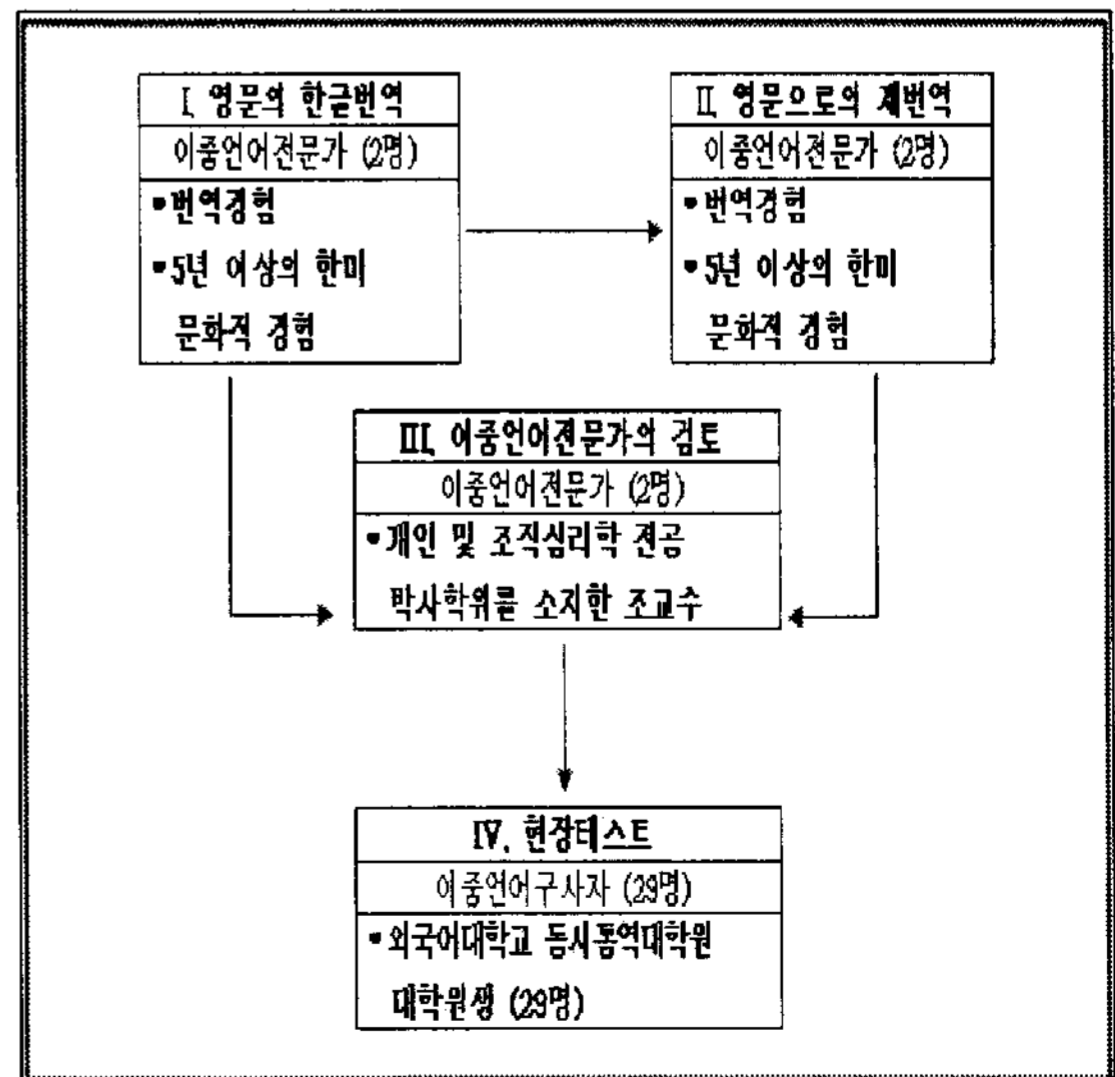 I. 영문의 한글번역
이중언어전문가 (2명)
▪번역경험
▪5년 이상의 한미
문화적 경험
II. 영문으로의 재번역
이중언어전문가 (2명)
▪번역경험
▪5년 이상의 한미
문화적 경험
III. 이중언어전문가의 검토
이중언어전문가 (2명)
▪개인 및 조직심리학 전공
박사학위를 소지한 조교수
IV. 현장테스트
이중언어구사자 (29명)
▪외국어대학교 동시통역대학원
대학원생 (29명)